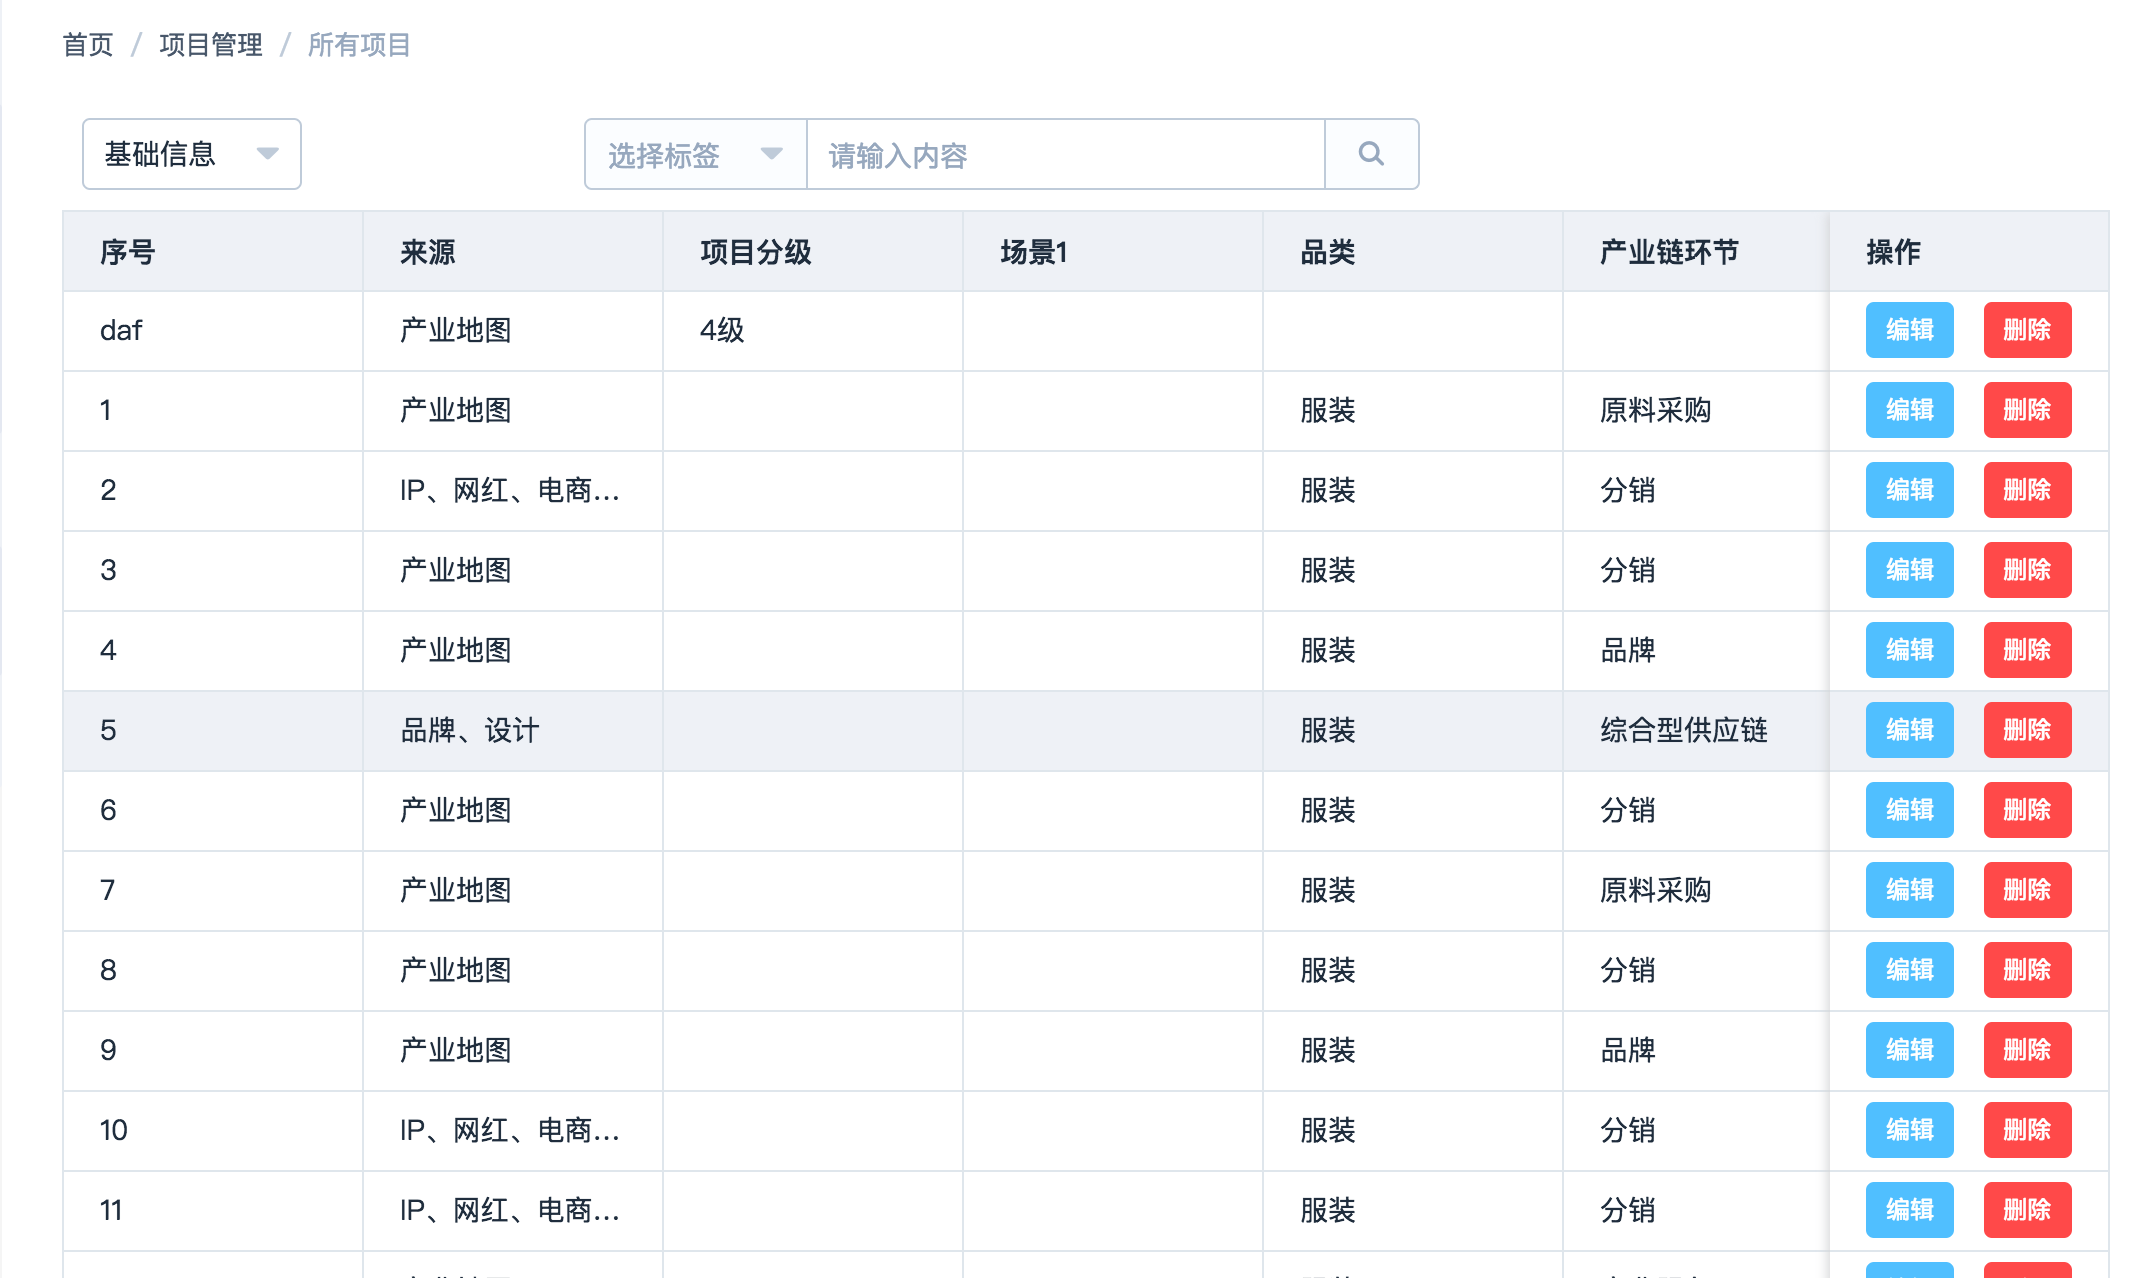 首页 / 项目管理 / 所有项目
基础信息 选择标签 请输入内容
序号 来源 项目分级 场景1 品类 产业链环节 操作
daf 产业地图 4级 编辑 删除
1 产业地图 服装 原料采购 编辑 删除
2 IP、网红、电商... 服装 分销 编辑 删除
3 产业地图 服装 分销 编辑 删除
4 产业地图 服装 品牌 编辑 删除
5 品牌、设计 服装 综合型供应链 编辑 删除
6 产业地图 服装 分销 编辑 删除
7 产业地图 服装 原料采购 编辑 删除
8 产业地图 服装 分销 编辑 删除
9 产业地图 服装 品牌 编辑 删除
10 IP、网红、电商... 服装 分销 编辑 删除
11 IP、网红、电商... 服装 分销 编辑 删除